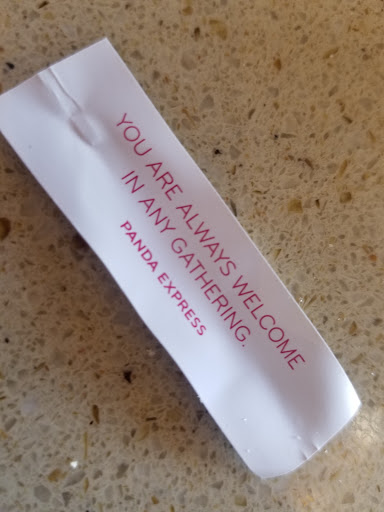 YOU ARE ALWAYS WELCOME
IN ANY GATHERING.
PANDA EXPRESS